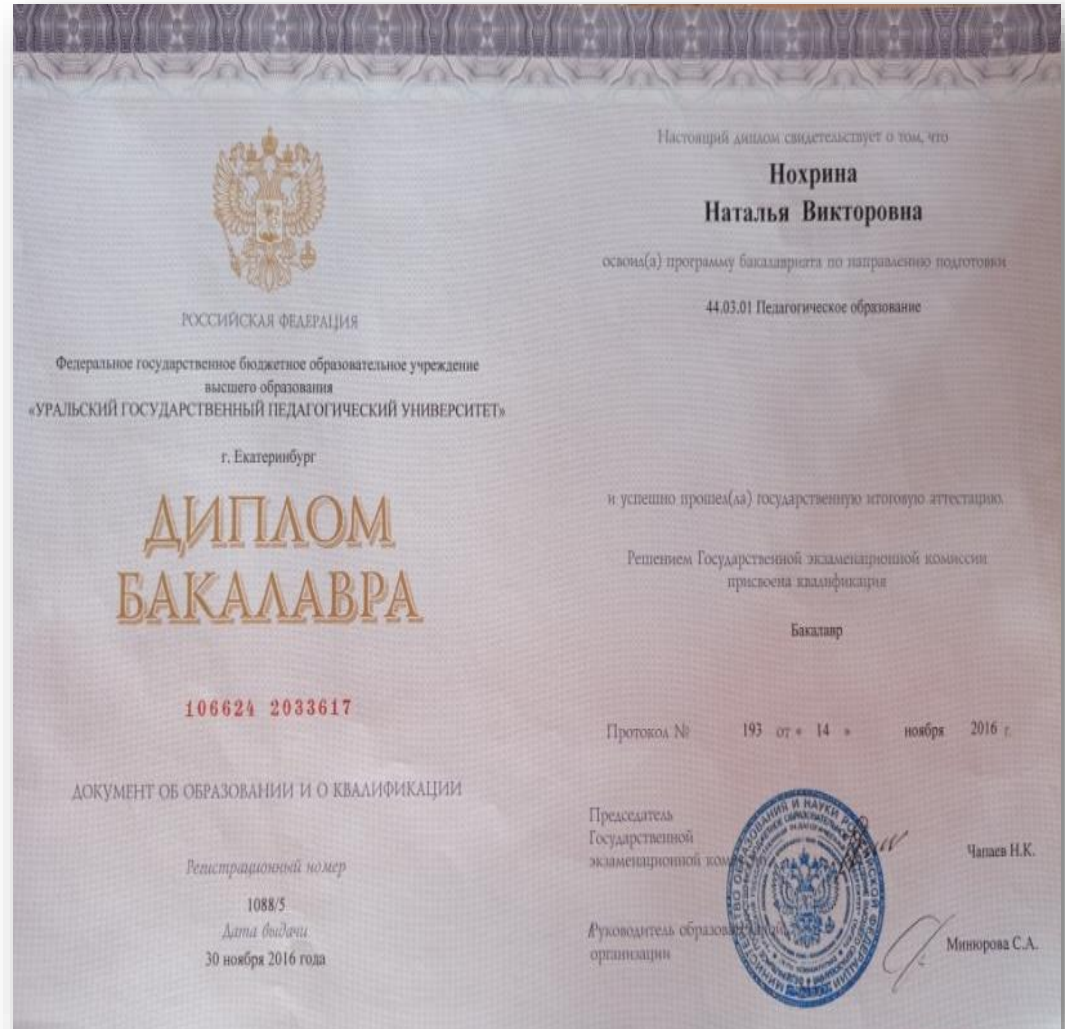 РОССИЙСКАЯ ФЕДЕРАЦИЯ
Федеральное государственное бюджетное образовательное учреждение
высшего образования
«УРАЛЬСКИЙ ГОСУДАРСТВЕННЫЙ ПЕДАГОГИЧЕСКИЙ УНИВЕРСИТЕТ»
г. Екатеринбург
ДИПЛОМ
БАКАЛАВРА
106624 2033617
ДОКУМЕНТ ОБ ОБРАЗОВАНИИ И О КВАЛИФИКАЦИИ
Регистрационный номер
1088/5
Дата выдачи
30 ноября 2016 года
Настоящий диплом свидетельствует о том, что
Нохрина
Наталья Викторовна
освоил(а) программу бакалавриата по направлению подготовки
44.03.01 Педагогическое образование
и успешно прошел(ла) государственную итоговую аттестацию.
Решением Государственной экзаменационной комиссии
присвоена квалификация
Бакалавр
Протокол № 193 от « 14 » ноября 2016 г.
Председатель
Государственной
экзаменационной
Чапаев Н.К.
Руководитель
организации
Минюрова С.А.